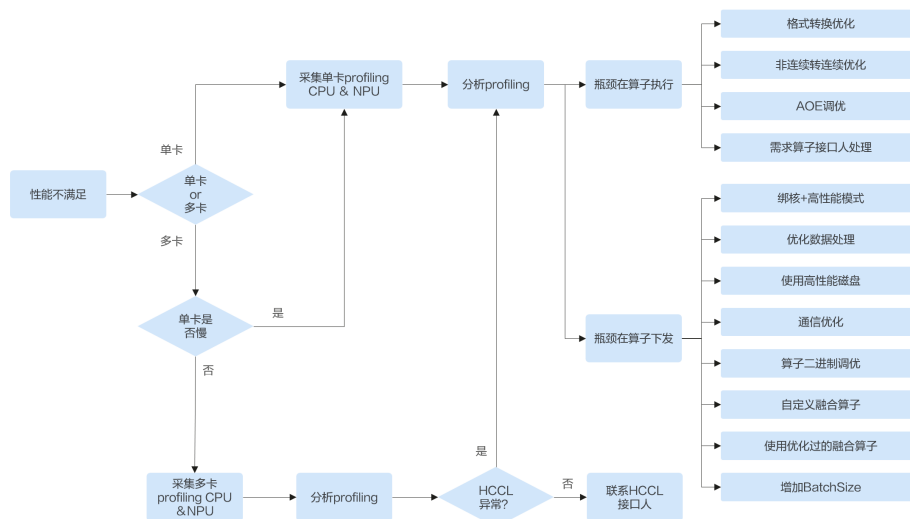 格式转换优化
采集单卡profiling
CPU & NPU
分析profiling
瓶颈在算子执行
非连续转连续优化
AOE调优
单卡
需求算子接口人处理
性能不满足
单卡
or
多卡
绑核+高性能模式
多卡
优化数据处理
使用高性能磁盘
单卡是
否慢
是
通信优化
瓶颈在算子下发
否
算子二进制调优
自定义融合算子
是
使用优化过的融合算子
采集多卡
profiling CPU
&NPU
分析profiling
HCCL
异常?
否
联系HCCL
接口人
增加BatchSize